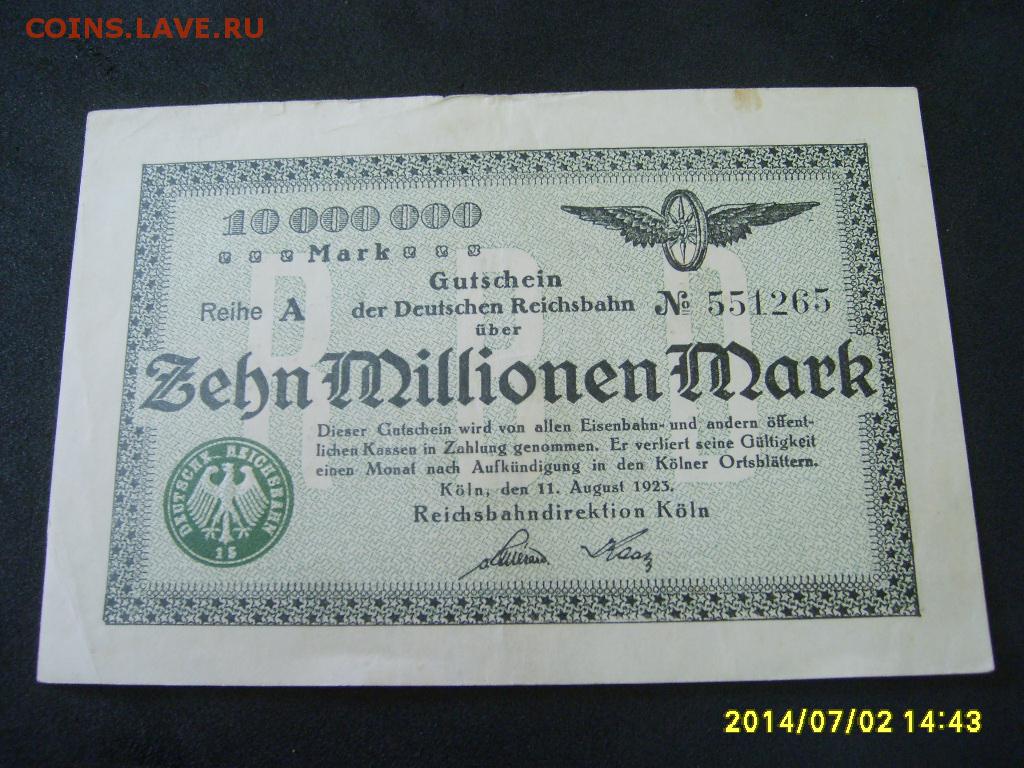 COINS.LAVE.RU
10 000 000
Mark
Gutschein
Reihe A der Deutschen Reichsbahn № 551265
über
Zehn Millionen Mark
Dieser Gutschein wird von allen Eisenbahn- und andern öffent-
lichen Kassen in Zahlung genommen. Er verliert seine Gültigkeit
einen Monat nach Aufkündigung in den Kölner Ortsblättern.
Köln, den 11. August 1923.
Reichsbahndirektion Köln
DEUTSCHE REICHSBAHN
15
RBD
2014/07/02 14:43